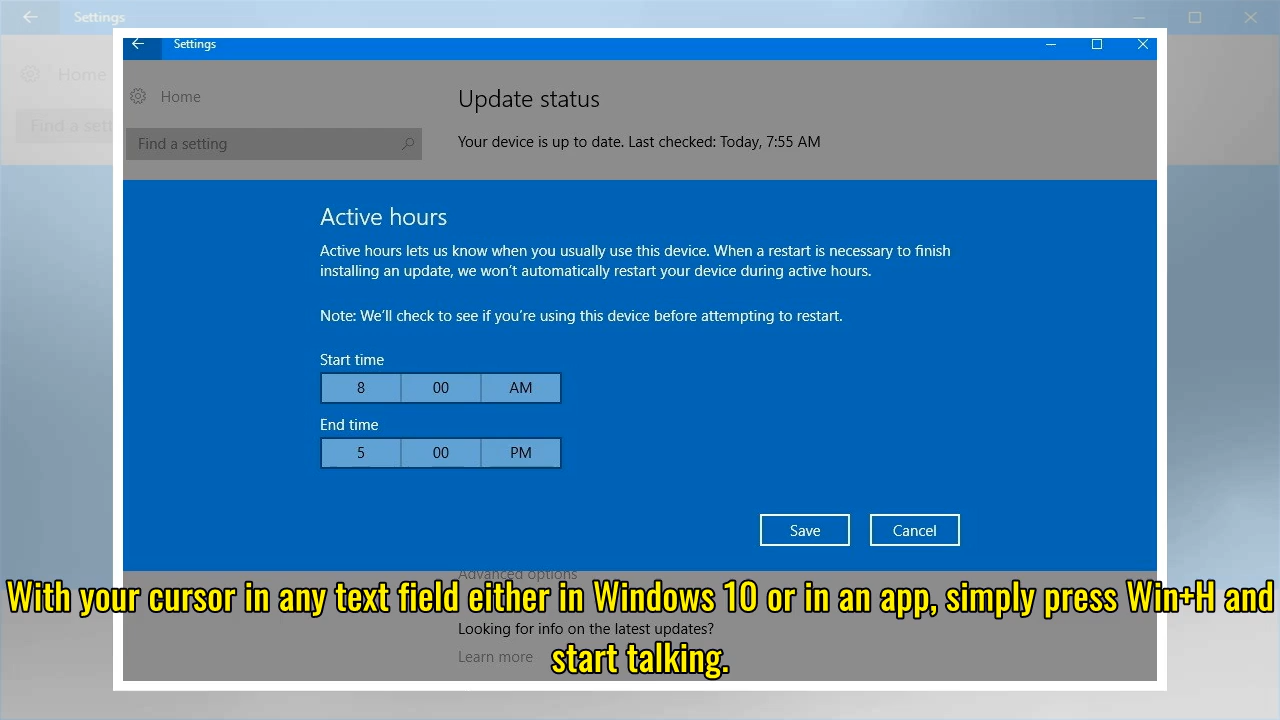 Settings
Home
Find a sett
Settings
Home
Find a setting
Update status
Your device is up to date. Last checked: Today, 7:55 AM
Active hours
Active hours lets us know when you usually use this device. When a restart is necessary to finish
installing an update, we won't automatically restart your device during active hours.
Note: We'll check to see if you're using this device before attempting to restart.
Start time
8 00 AM
End time
5 00 PM
Save Cancel
Advanced options
With your cursor in any text field either in Windows 10 or in an app, simply press Win+H and
start talking.
Looking for info on the latest updates?
Learn more